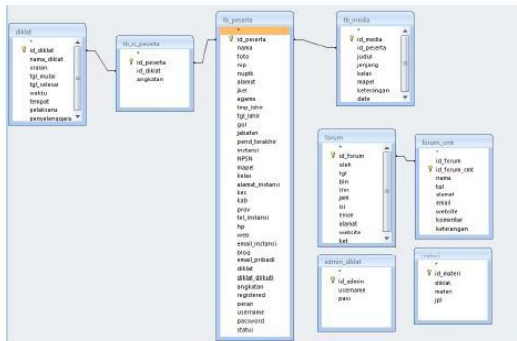 diklat
*
id_diklat
nama_diklat
uraian
tgl_mulai
tgl_selesai
waktu
tempat
pelaksana
penyelenggara
*
id_peserta
id_diklat
angkatan
tb_peserta
*
id_peserta
nama
foto
nip
nuptk
alamat
jkel
agama
tmp_lahir
tgl_lahir
gol
jabatan
pend_terakhir
instansi
NPSN
mapel
kelas
alamat_instansi
kec
kab
prov
tel_instansi
hp
web
email_instansi
blog
email_pribadi
diklat
diklat_diikuti
angkatan
registered
peran
username
password
status
tb_media
*
id_media
id_peserta
judul
jenjang
kelas
mapel
keterangan
date
forum
*
id_forum
oleh
tgl
bln
thn
jam
isi
email
alamat
website
ket
forum_cmt
*
id_forum
id_forum_cmt
nama
tgl
alamat
email
website
komentar
keterangan
admin_diklat
*
id_admin
username
pass
*
id_materi
diklat
materi
jpl